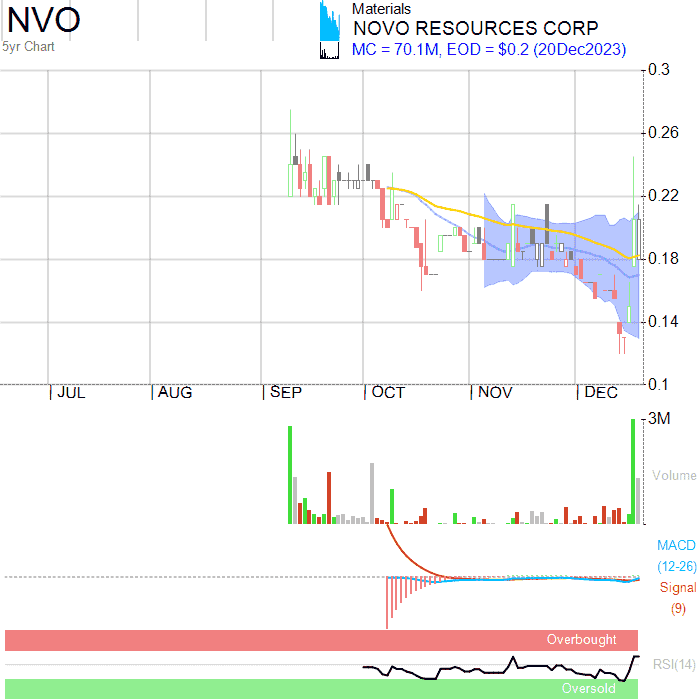 NVO
5yr Chart
Materials
NOVO RESOURCES CORP
MC = 70.1M, EOD = $0.2 (20Dec2023)
0.3
0.26
0.22
0.18
0.14
0.1
JUL AUG SEP OCT NOV DEC
3M
Volume
MACD
(12-26)
Signal
(9)
Overbought
RSI(14)
Oversold